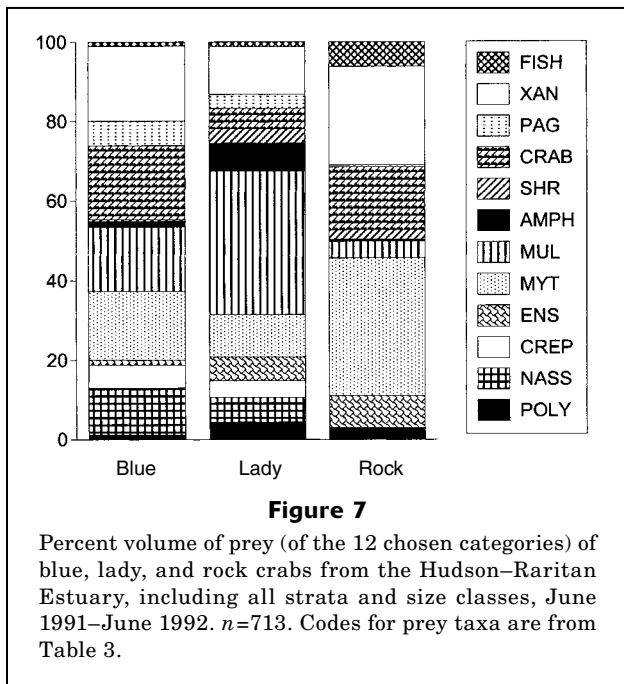 100
80
60
40
20
0
Blue Lady Rock
FISH
XAN
PAG
CRAB
SHR
AMPH
MUL
MYT
ENS
CREP
NASS
POLY
Figure 7
Percent volume of prey (of the 12 chosen categories) of
blue, lady, and rock crabs from the Hudson–Raritan
Estuary, including all strata and size classes, June
1991–June 1992. n=713. Codes for prey taxa are from
Table 3.